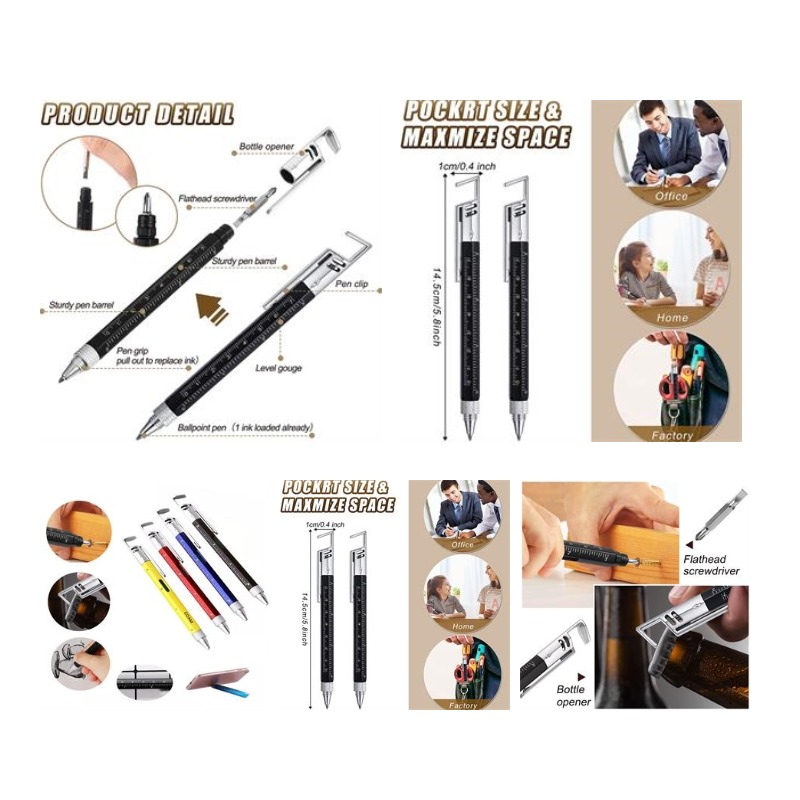 PRODUCT DETAIL
Bottle opener
Flathead screwdriver
Sturdy pen barrel
Pen clip
Sturdy pen barrel
Pen grip
pull out to replace ink)
Level gouge
Ballpoint pen (1 ink loaded already)
POCKRT SIZE &
MAXMIZE SPACE
1cm/0.4 inch
14.5cm/5.8inch
Office
Home
Factory
POCKRT SIZE &
MAXMIZE SPACE
1cm/0.4 inch
14.5cm/5.8inch
Office
Home
Factory
Flathead
screwdriver
Bottle
opener